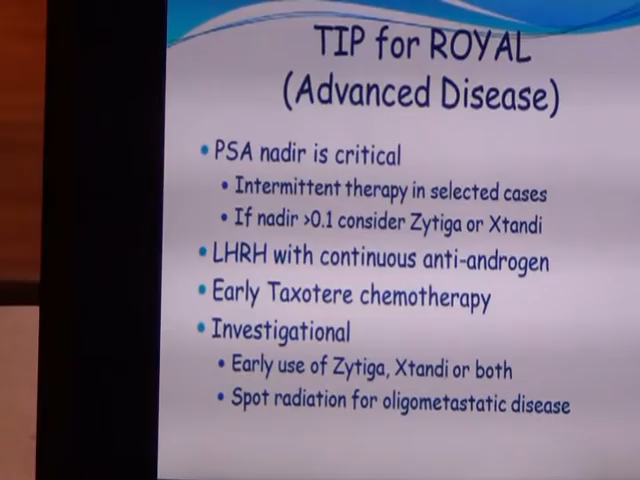 TIP for ROYAL
(Advanced Disease)
• PSA nadir is critical
• Intermittent therapy in selected cases
• If nadir >0.1 consider Zytiga or Xtandi
• LHRH with continuous anti-androgen
• Early Taxotere chemotherapy
• Investigational
• Early use of Zytiga, Xtandi or both
• Spot radiation for oligometastatic disease